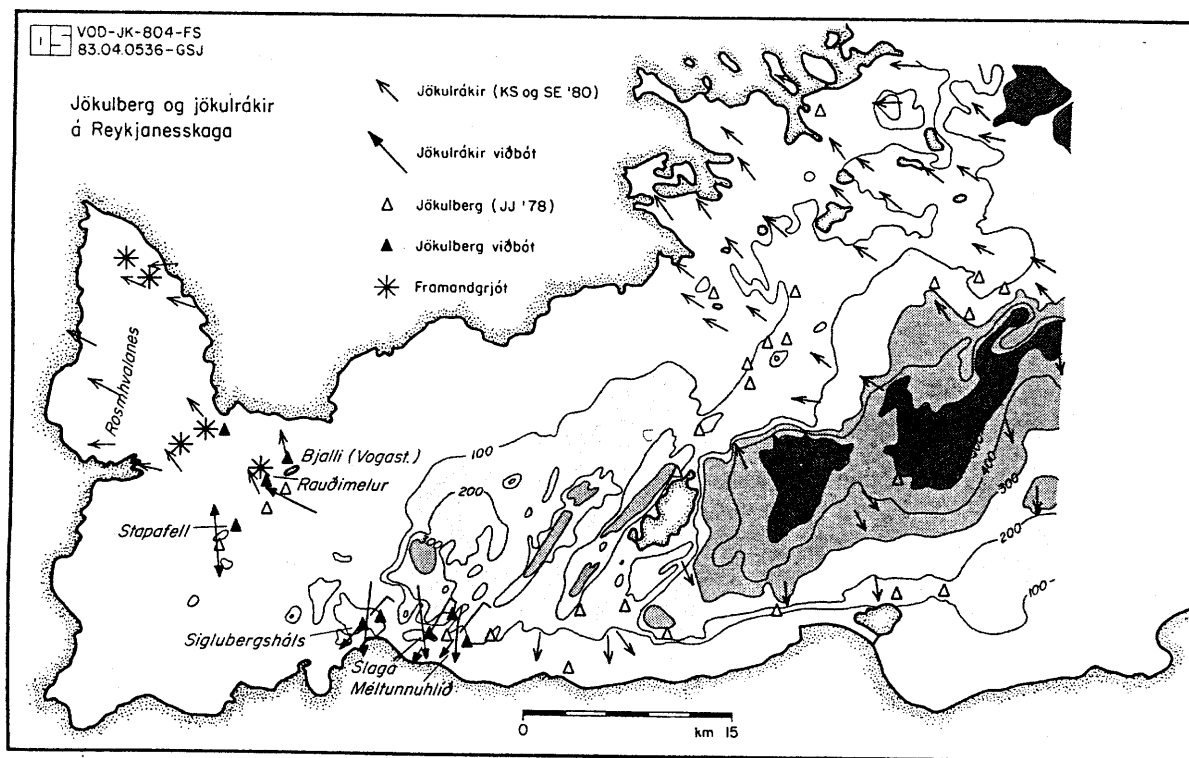 VOD-JK-804-FS
83.04.0536-GSJ
Jökulberg og jökulrákir
á Reykjanesskaga
Jökulrákir (KS og SE '80)
Jökulrákir viðbót
Jökulberg (JJ '78)
Jökulberg viðbót
Framandgrjót
Rosmhvalanes
Bjalli (Vogast.)
Rauðimelur
Stapafell
Siglubergsháls
Slaga
Méltunnuhlíð
100
200
300
400
300
200
100-
0
km 15